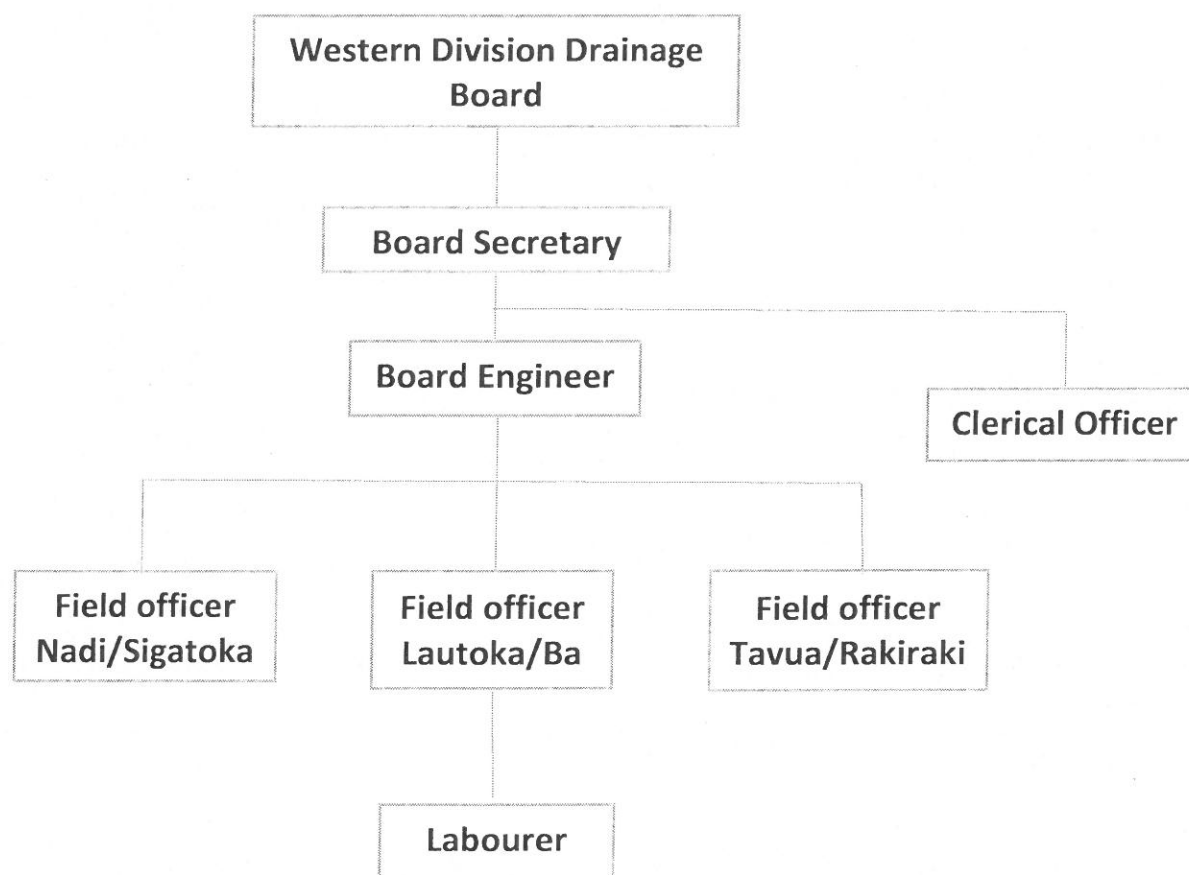 Western Division Drainage
Board
Board Secretary
Board Engineer
Clerical Officer
Field officer
Nadi/Sigatoka
Field officer
Lautoka/Ba
Field officer
Tavua/Rakiraki
Labourer